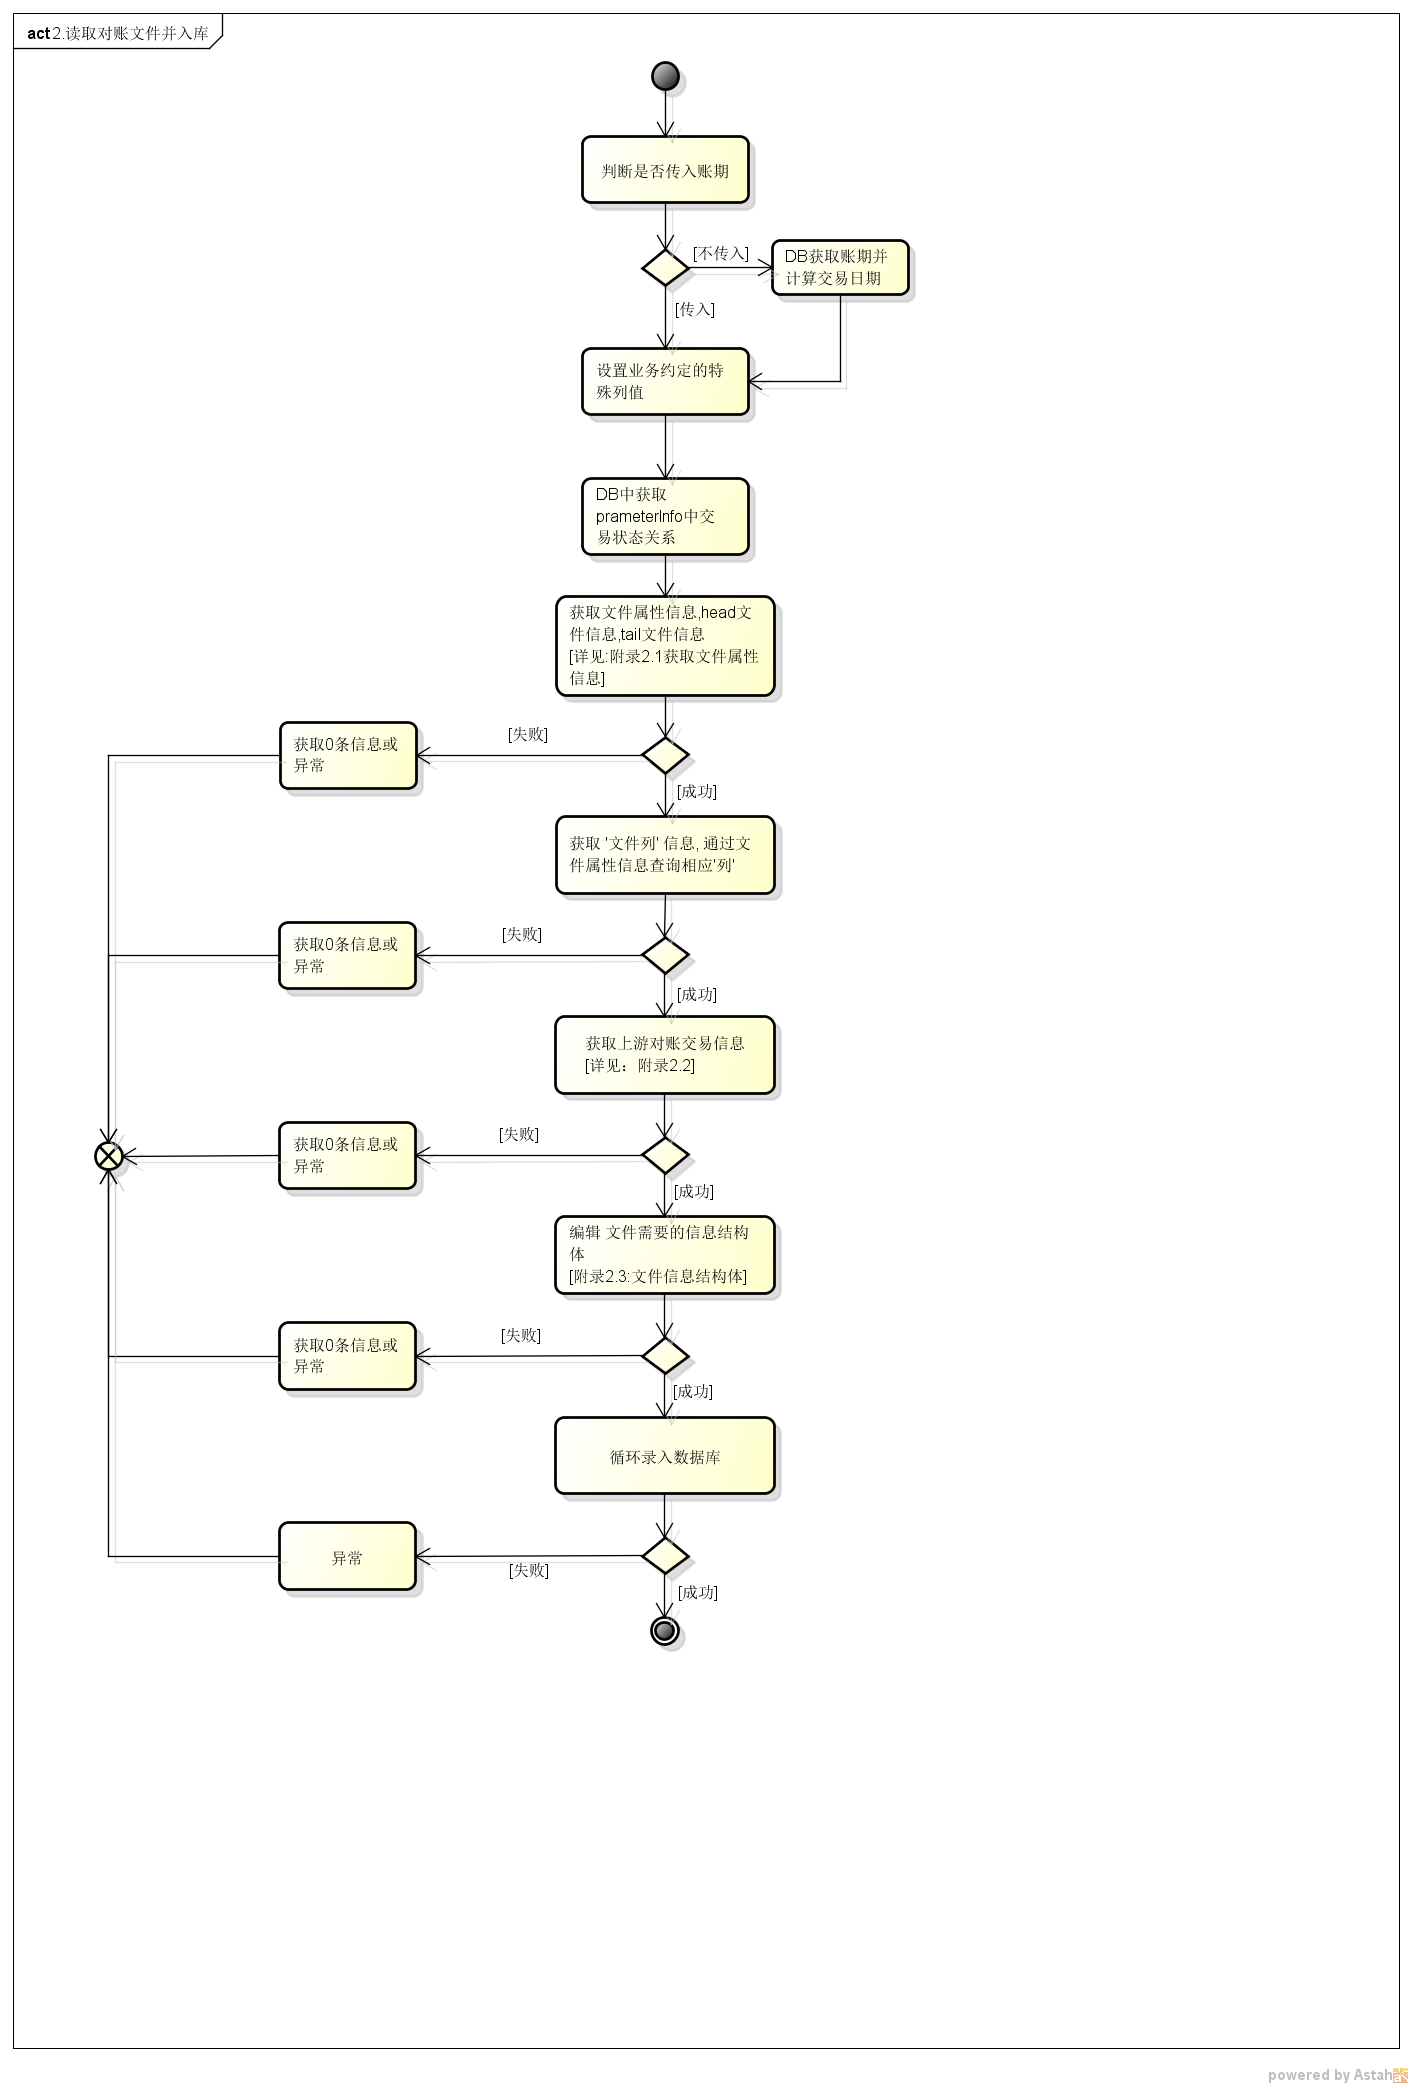 act 2.读取对账文件并入库
判断是否传入账期
[不传入]
DB获取账期并
计算交易日期
[传入]
设置业务约定的特
殊列值
DB中获取
prameterInfo中交
易状态关系
获取文件属性信息,head文
件信息,tail文件信息
[详见:附录2.1获取文件属性
信息]
[失败]
获取0条信息或
异常
[成功]
获取 '文件列' 信息, 通过文
件属性信息查询相应'列'
[失败]
获取0条信息或
异常
[成功]
获取上游对账交易信息
[详见：附录2.2]
[失败]
获取0条信息或
异常
[成功]
编辑 文件需要的信息结构
体
[附录2.3:文件信息结构体]
[失败]
获取0条信息或
异常
[成功]
循环录入数据库
异常
[失败]
[成功]
powered by Astah